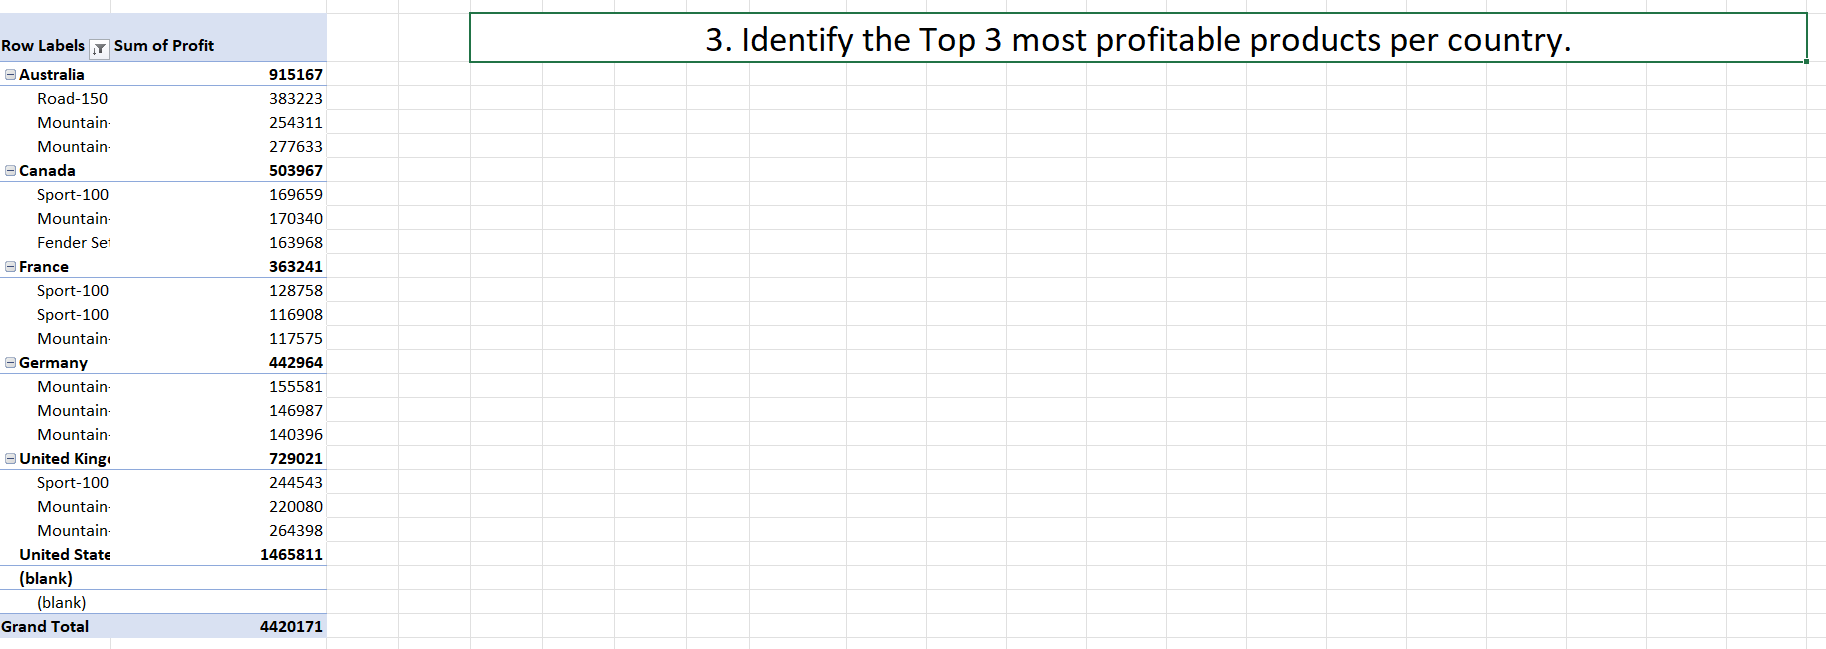 3. Identify the Top 3 most profitable products per country.
Row Labels Sum of Profit
Australia 915167
Road-150 383223
Mountain- 254311
Mountain- 277633
Canada 503967
Sport-100 169659
Mountain- 170340
Fender Set 163968
France 363241
Sport-100 128758
Sport-100 116908
Mountain- 117575
Germany 442964
Mountain- 155581
Mountain- 146987
Mountain- 140396
United King 729021
Sport-100 244543
Mountain- 220080
Mountain- 264398
United State 1465811
(blank)
(blank)
Grand Total 4420171